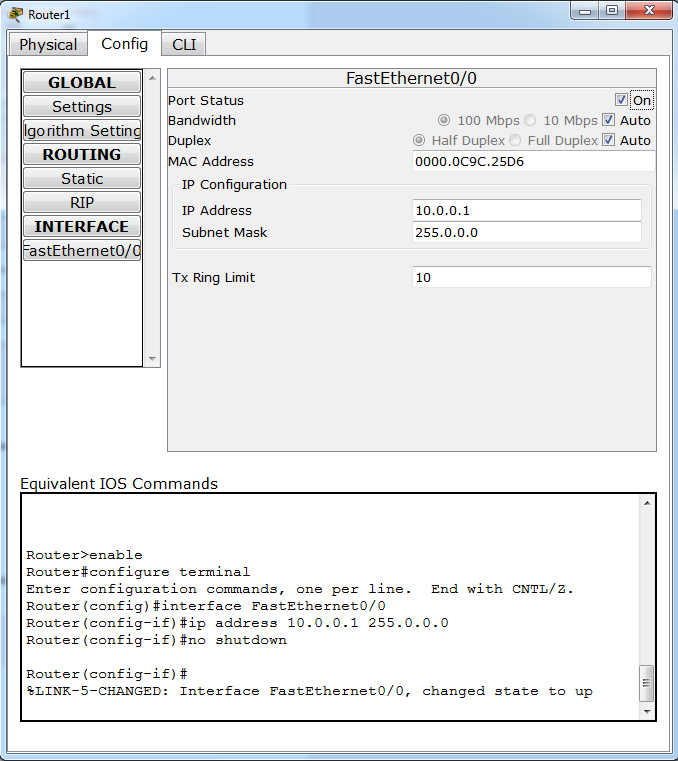 Router1
Physical Config CLI
GLOBAL
Settings
lgorithm Setting
ROUTING
Static
RIP
INTERFACE
FastEthernet0/0
FastEthernet0/0
Port Status On
Bandwidth 100 Mbps 10 Mbps Auto
Duplex Half Duplex Full Duplex Auto
MAC Address 0000.0C9C.25D6
IP Configuration
IP Address 10.0.0.1
Subnet Mask 255.0.0.0
Tx Ring Limit 10
Equivalent IOS Commands
Router>enable
Router#configure terminal
Enter configuration commands, one per line.  End with CNTL/Z.
Router(config)#interface FastEthernet0/0
Router(config-if)#ip address 10.0.0.1 255.0.0.0
Router(config-if)#no shutdown
Router(config-if)#
%LINK-5-CHANGED: Interface FastEthernet0/0, changed state to up